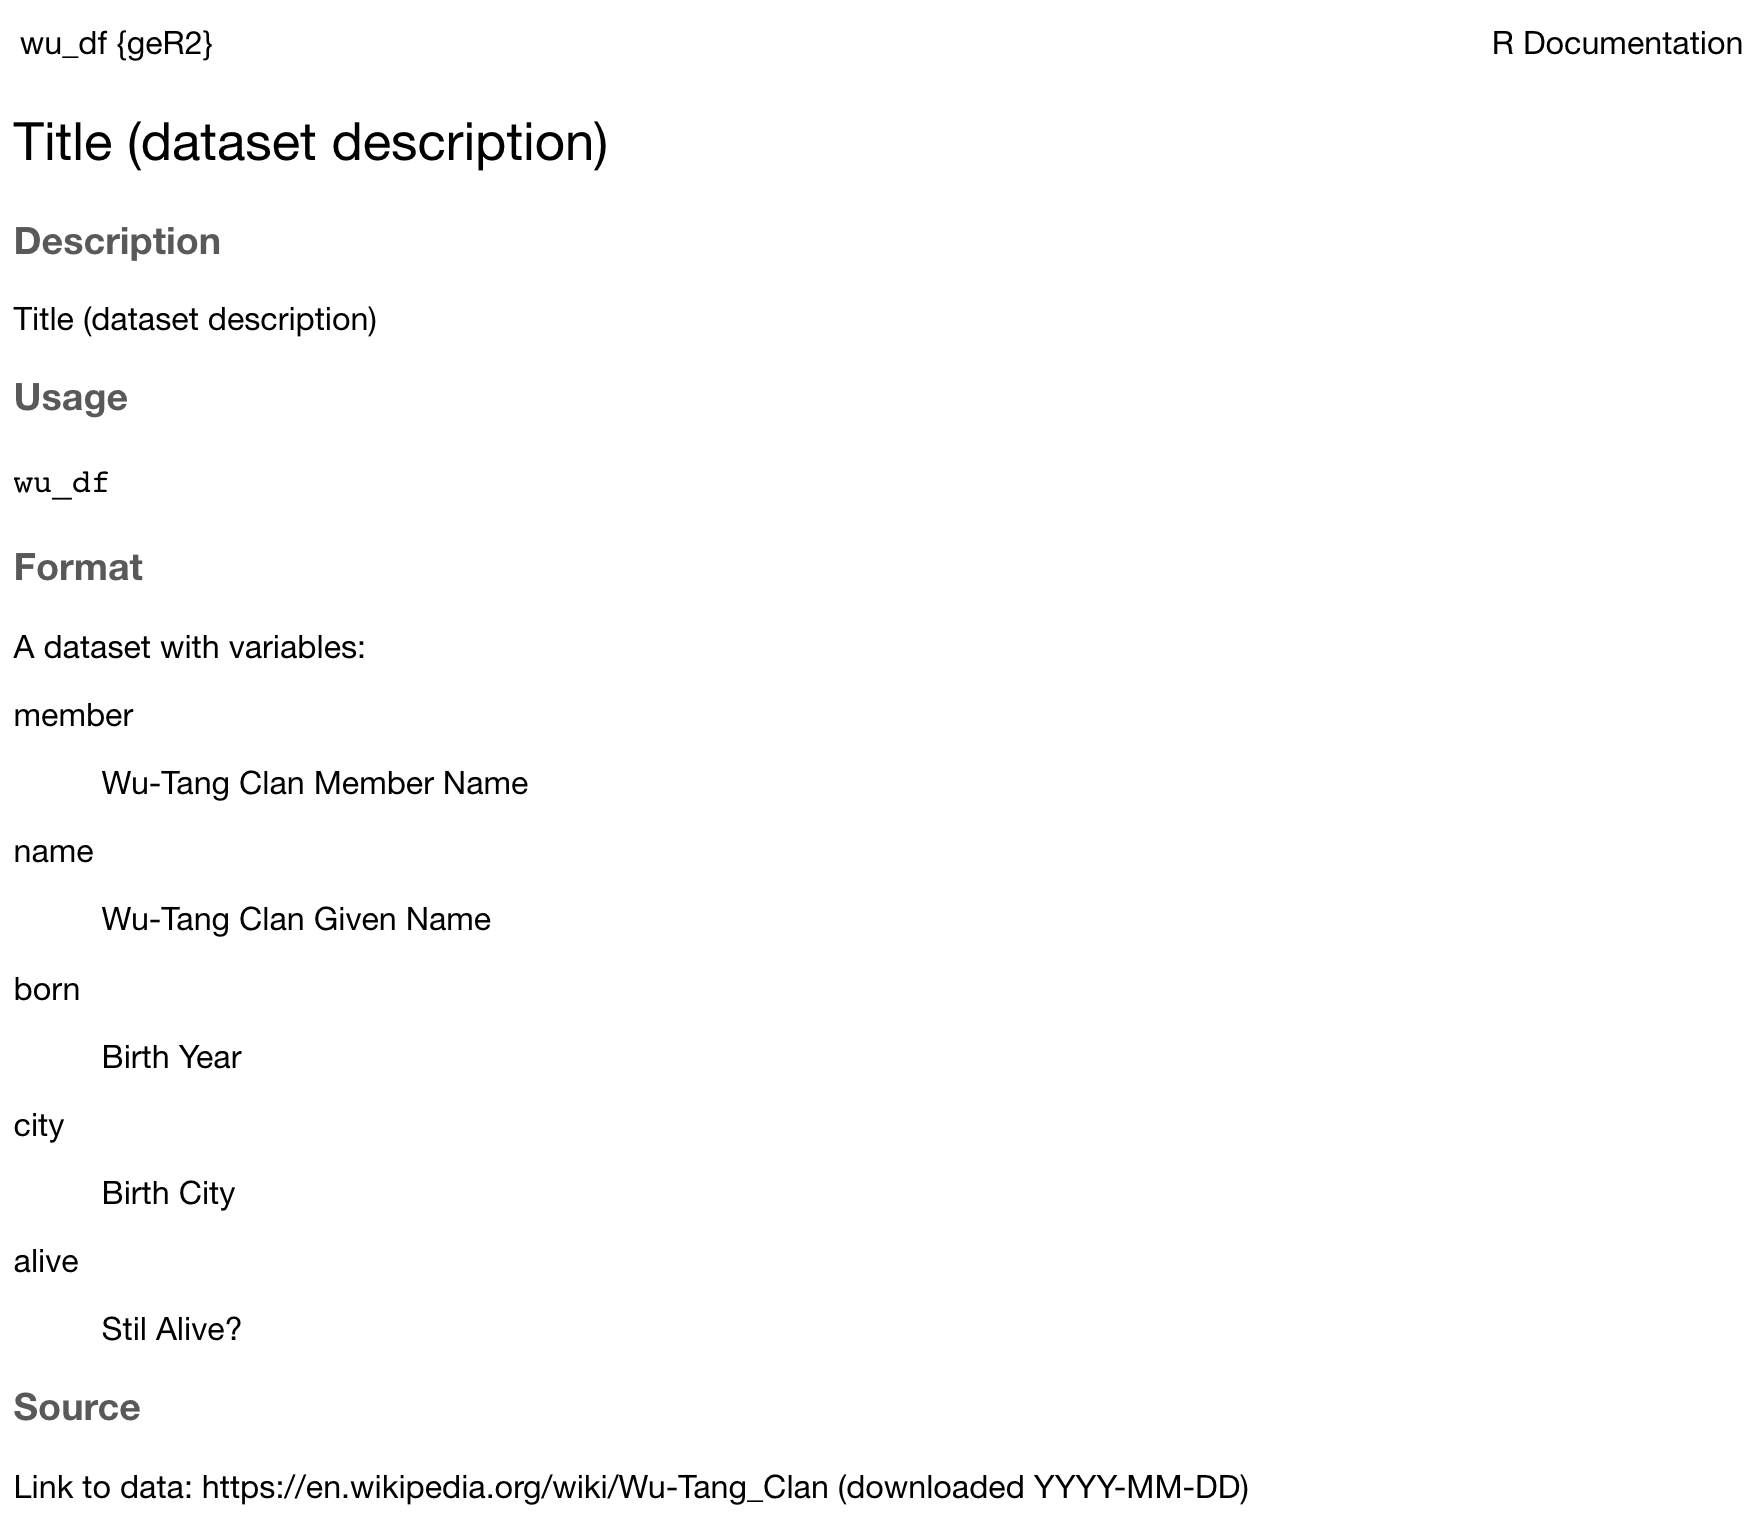 wu_df {geR2} R Documentation
Title (dataset description)
Description
Title (dataset description)
Usage
wu_df
Format
A dataset with variables:
member
Wu-Tang Clan Member Name
name
Wu-Tang Clan Given Name
born
Birth Year
city
Birth City
alive
Stil Alive?
Source
Link to data: https://en.wikipedia.org/wiki/Wu-Tang_Clan (downloaded YYYY-MM-DD)